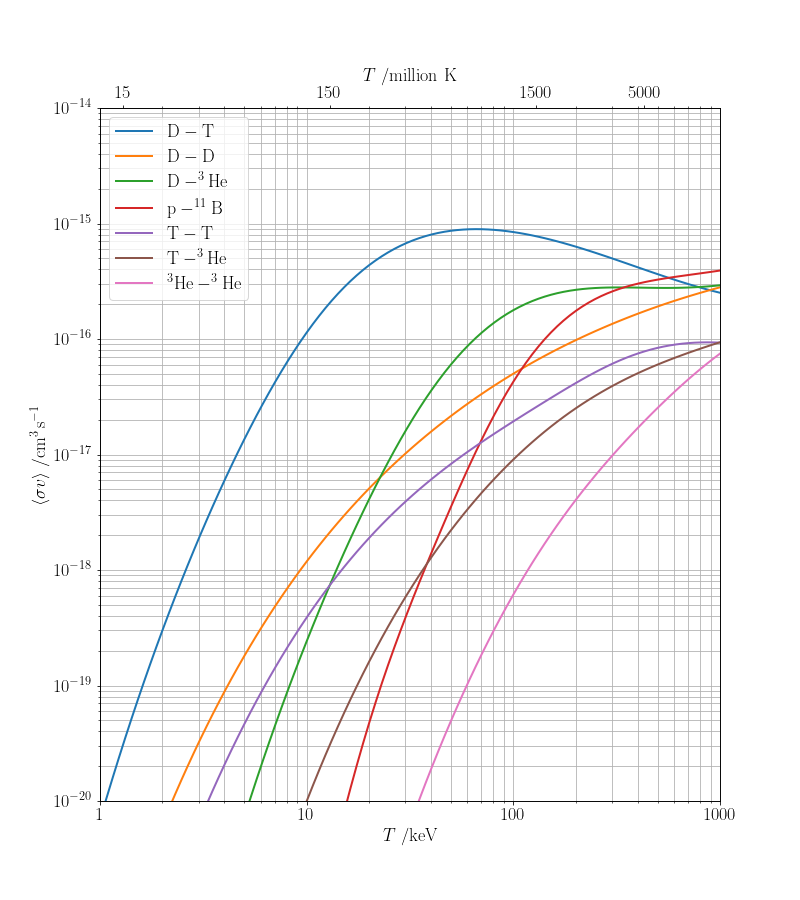 T /million K
15 150 1500 5000
10⁻¹⁴
D − T
D − D
D −³ He
p −¹¹ B
T − T
T −³ He
³He −³ He
10⁻¹⁵
10⁻¹⁶
10⁻¹⁷
10⁻¹⁸
10⁻¹⁹
10⁻²⁰
⟨σv⟩ /cm³ s⁻¹
1 10 100 1000
T /keV